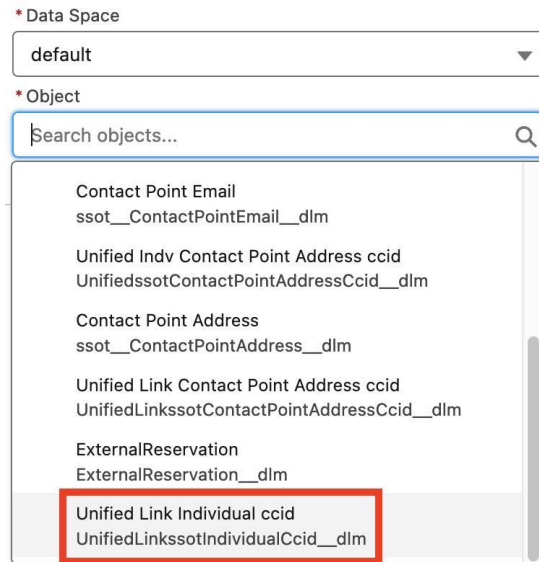 * Data Space
default
* Object
Search objects...
Contact Point Email
ssot__ContactPointEmail__dlm
Unified Indv Contact Point Address ccid
UnifiedssotContactPointAddressCcid__dlm
Contact Point Address
ssot__ContactPointAddress__dlm
Unified Link Contact Point Address ccid
UnifiedLinkssotContactPointAddressCcid__dlm
ExternalReservation
ExternalReservation__dlm
Unified Link Individual ccid
UnifiedLinkssotIndividualCcid__dlm